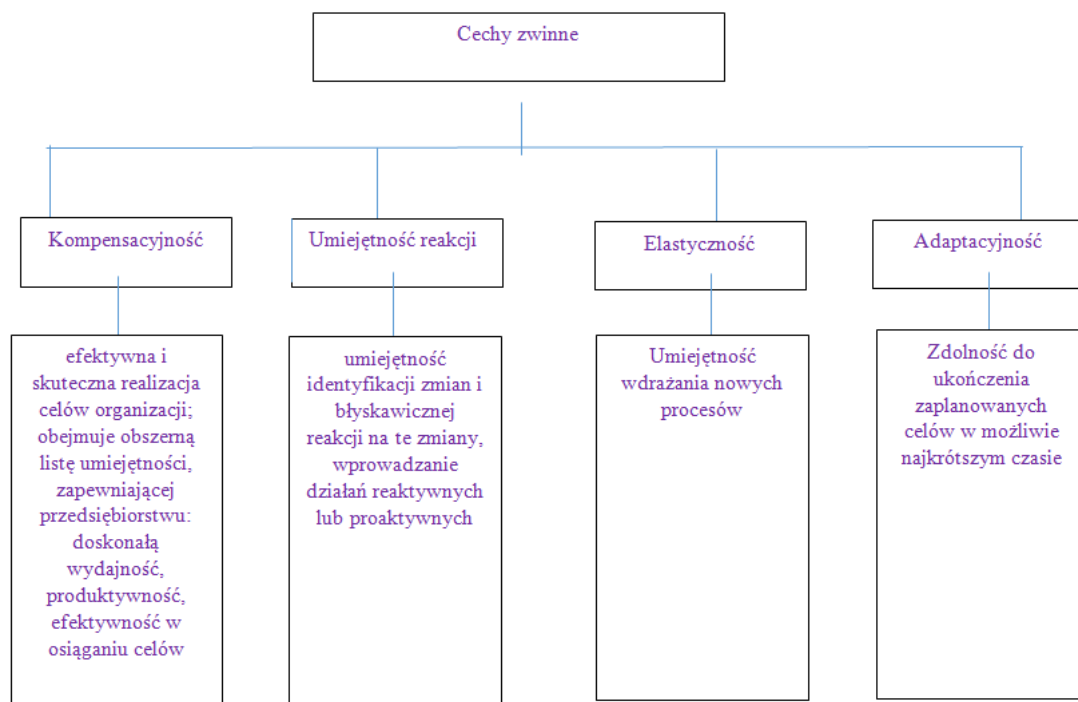 Cechy zwinne
Kompensacyjność
Umiejętność reakcji
Elastyczność
Adaptacyjność
efektywna i
skuteczna realizacja
celów organizacji;
obejmuje obszerną
listę umiejętności,
zapewniającej
przedsiębiorstwu:
doskonałą
wydajność,
produktywność,
efektywność w
osiąganiu celów
umiejętność
identyfikacji zmian i
błyskawicznej
reakcji na te zmiany,
wprowadzanie
działań reaktywnych
lub proaktywnych
Umiejętność
wdrażania nowych
procesów
Zdolność do
ukończenia
zaplanowanych
celów w możliwie
najkrótszym czasie